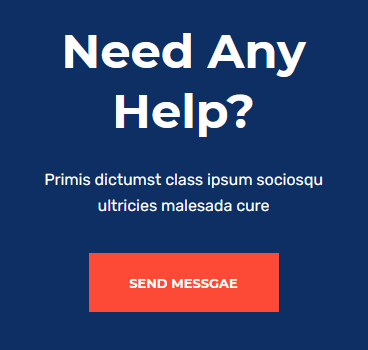 Need Any
Help?
Primis dictumst class ipsum sociosqu
ultricies malesada cure
SEND MESSGAE